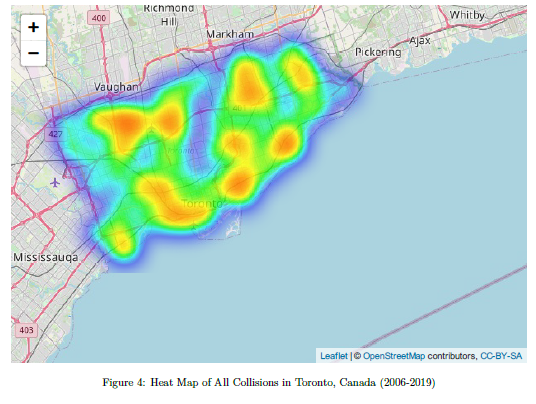 Richmond
Hill
400
+
−
Markham
Whitby
Ajax
Pickering
Vaughan
427
Toronto
Mississauga
403
Leaflet | © OpenStreetMap contributors, CC-BY-SA
Figure 4: Heat Map of All Collisions in Toronto, Canada (2006-2019)